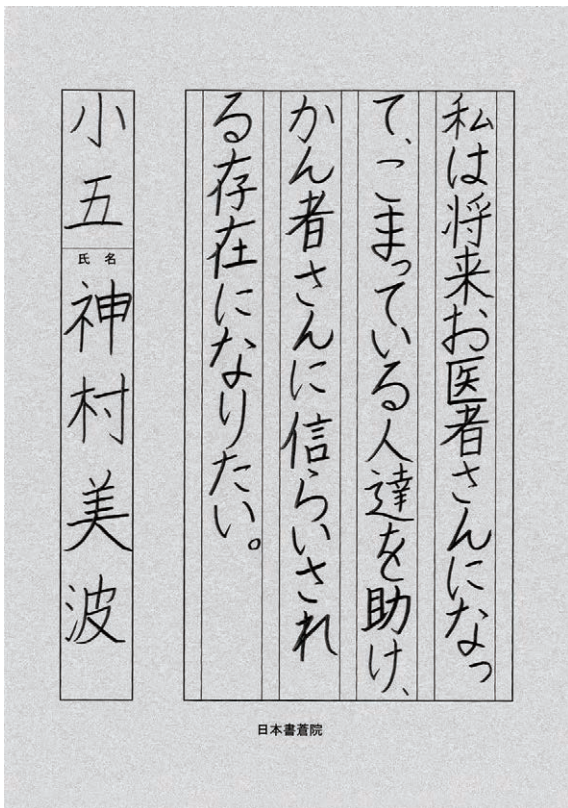 私は将来お医者さんになっ
て、こまっている人達を助け、
かん者さんに信らいされ
る存在になりたい。
小五
氏名
神村美波
日本書蒼院